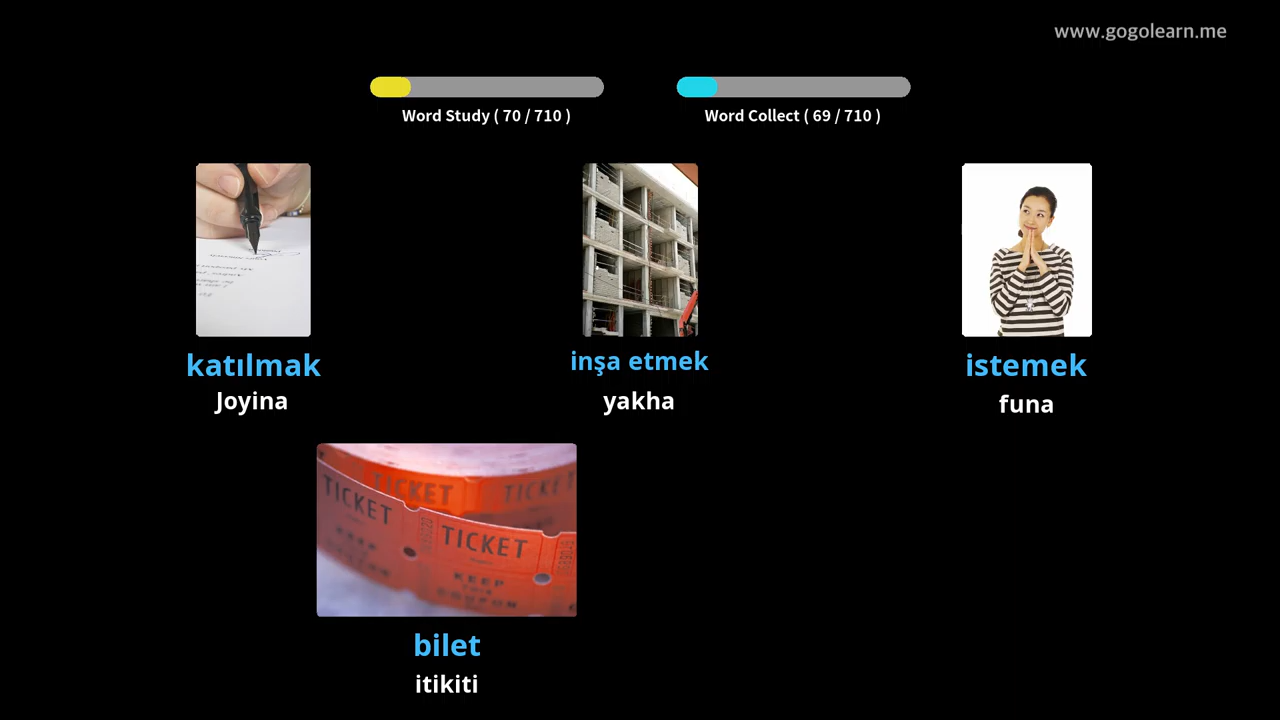 www.gogolearn.me
Word Study ( 70 / 710 )
Word Collect ( 69 / 710 )
katılmak
Joyina
inşa etmek
yakha
istemek
funa
TICKET
TICKET
TICKET
KEEP
bilet
itikiti